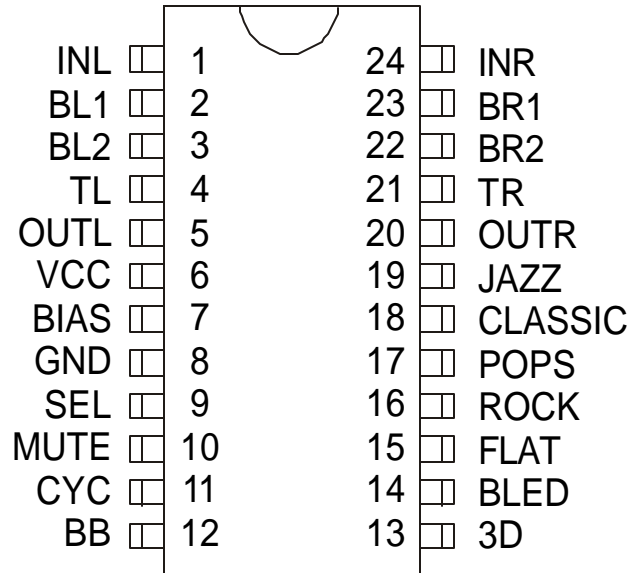 INL 1 24 INR
BL1 2 23 BR1
BL2 3 22 BR2
TL 4 21 TR
OUTL 5 20 OUTR
VCC 6 19 JAZZ
BIAS 7 18 CLASSIC
GND 8 17 POPS
SEL 9 16 ROCK
MUTE 10 15 FLAT
CYC 11 14 BLED
BB 12 13 3D